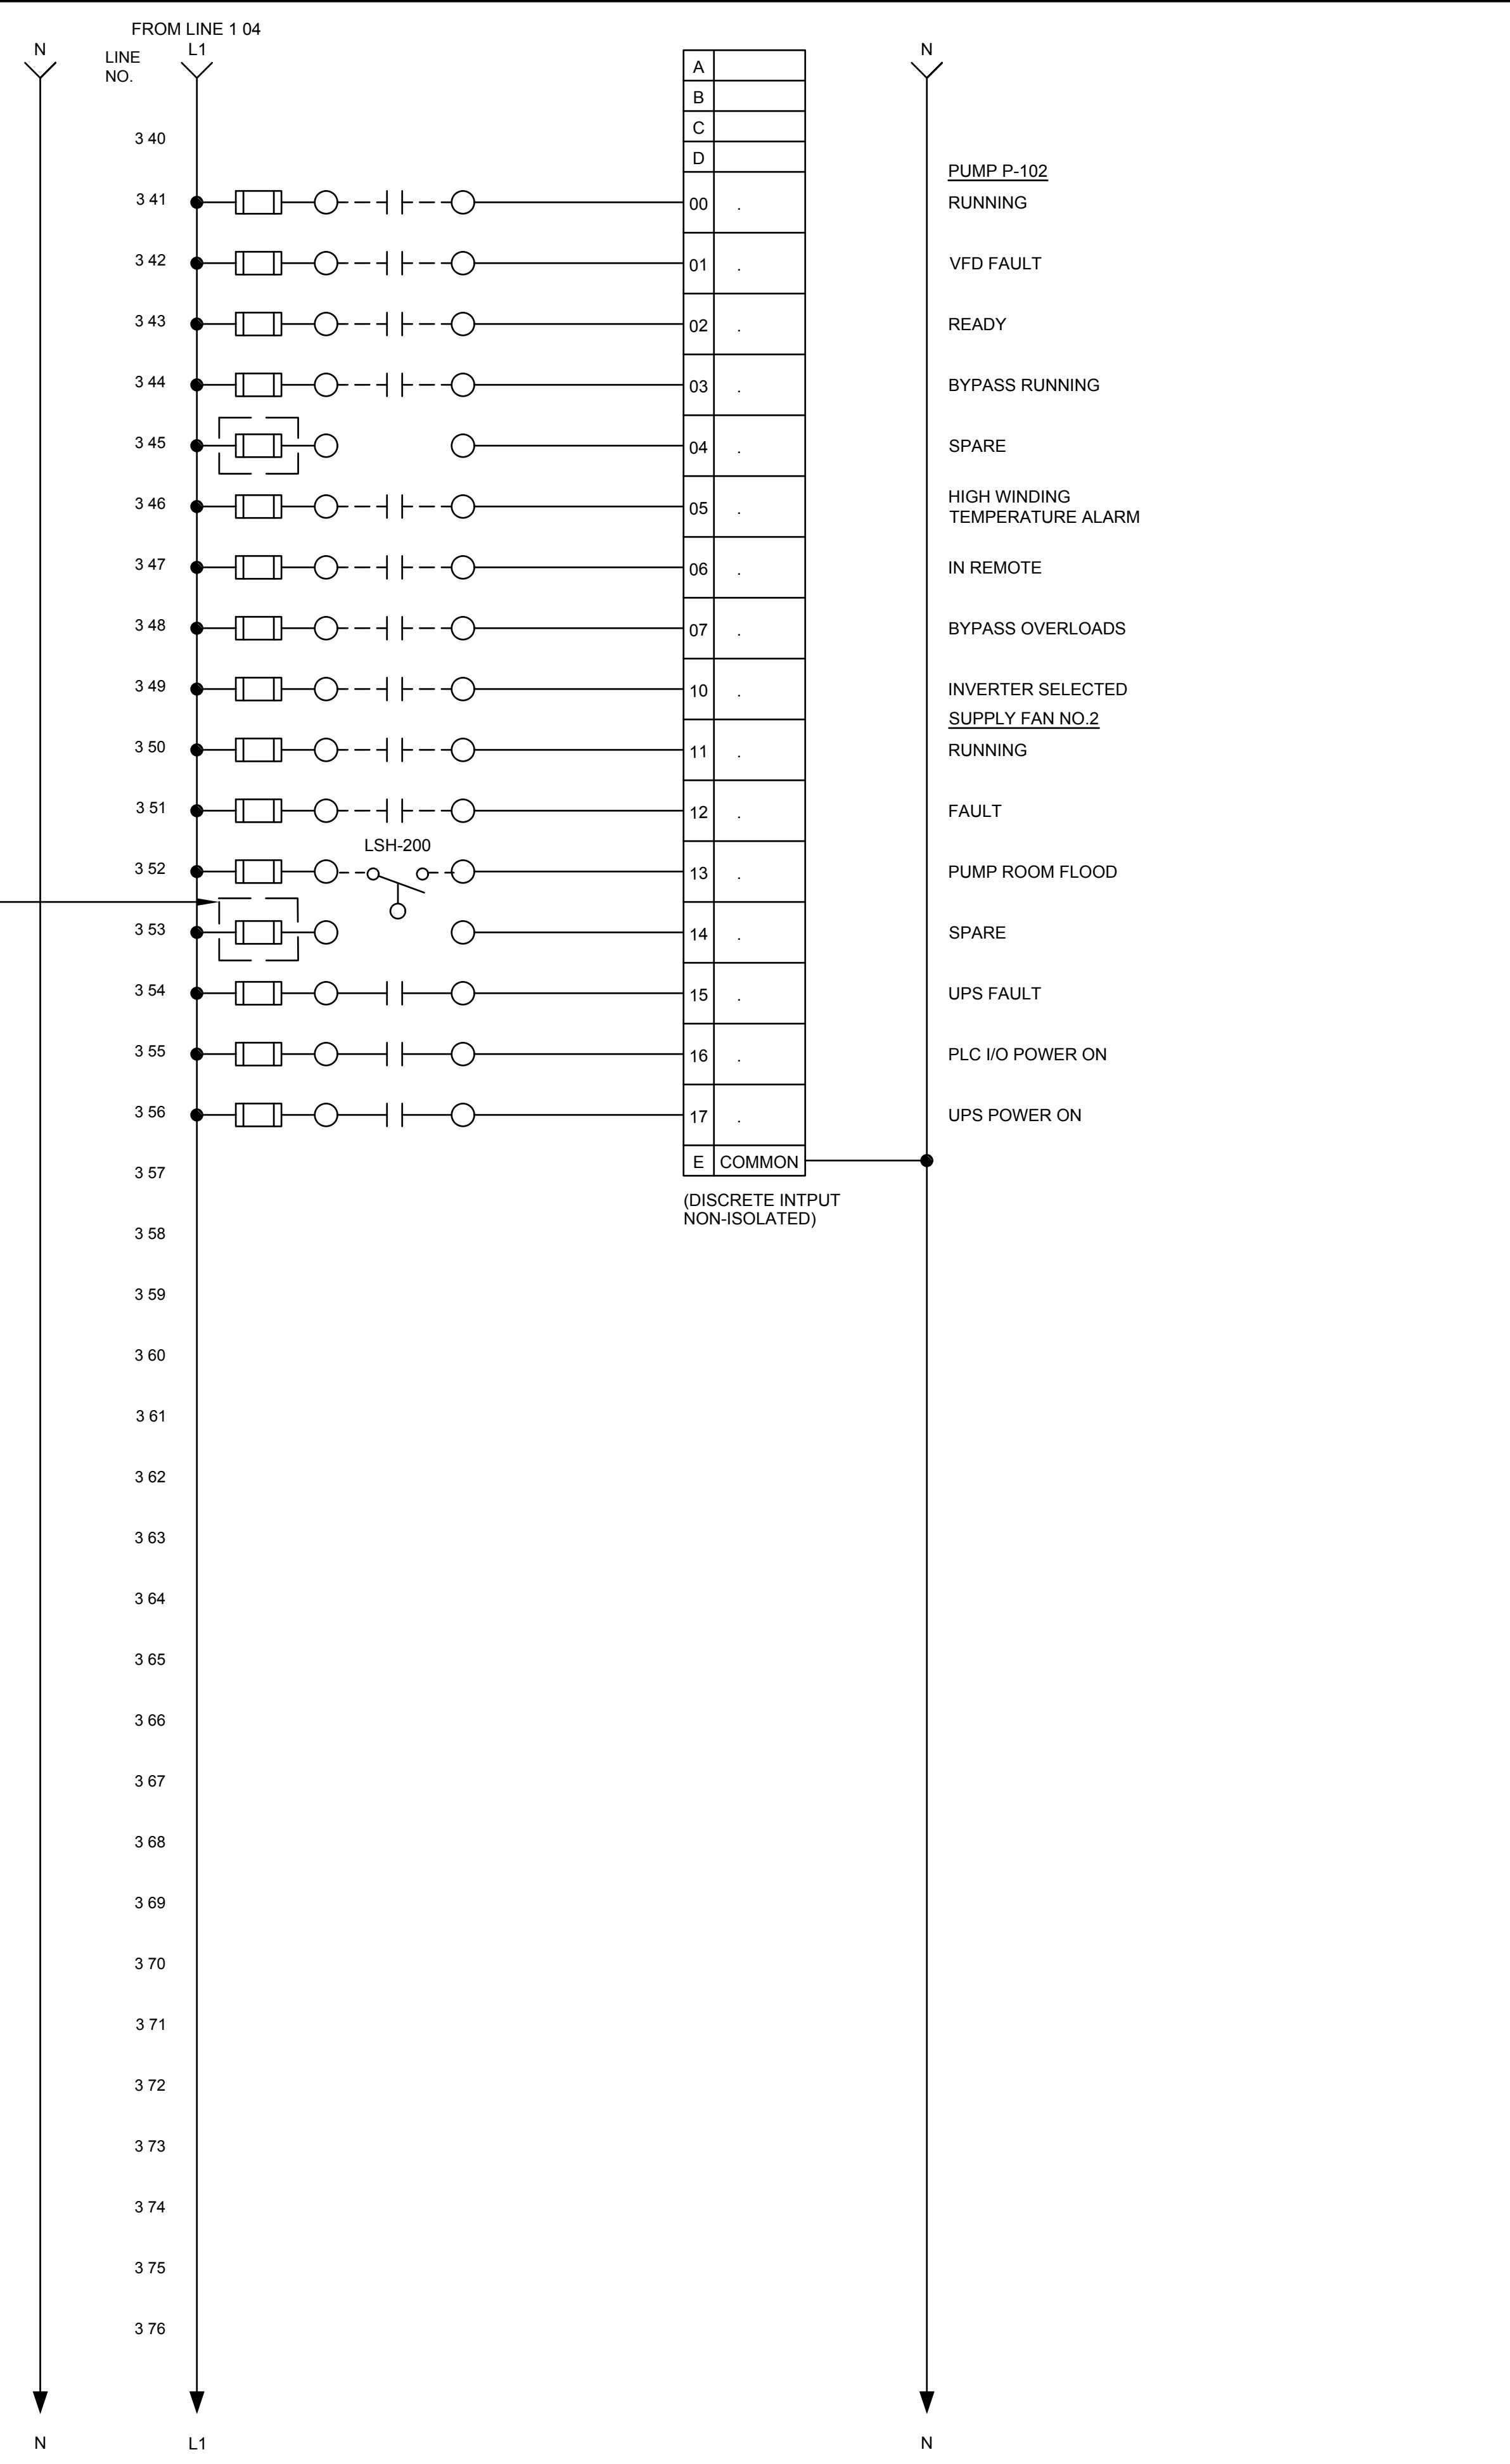 FROM LINE 1 04
N
LINE
NO.
L1
N
A
B
C
3 40
D
PUMP P-102
3 41
00 .
RUNNING
3 42
01 .
VFD FAULT
3 43
02 .
READY
3 44
03 .
BYPASS RUNNING
3 45
04 .
SPARE
3 46
05 .
HIGH WINDING
TEMPERATURE ALARM
3 47
06 .
IN REMOTE
3 48
07 .
BYPASS OVERLOADS
3 49
10 .
INVERTER SELECTED
SUPPLY FAN NO.2
3 50
11 .
RUNNING
3 51
12 .
FAULT
LSH-200
3 52
13 .
PUMP ROOM FLOOD
3 53
14 .
SPARE
3 54
15 .
UPS FAULT
3 55
16 .
PLC I/O POWER ON
3 56
17 .
UPS POWER ON
E COMMON
3 57
(DISCRETE INTPUT
NON-ISOLATED)
3 58
3 59
3 60
3 61
3 62
3 63
3 64
3 65
3 66
3 67
3 68
3 69
3 70
3 71
3 72
3 73
3 74
3 75
3 76
N
L1
N